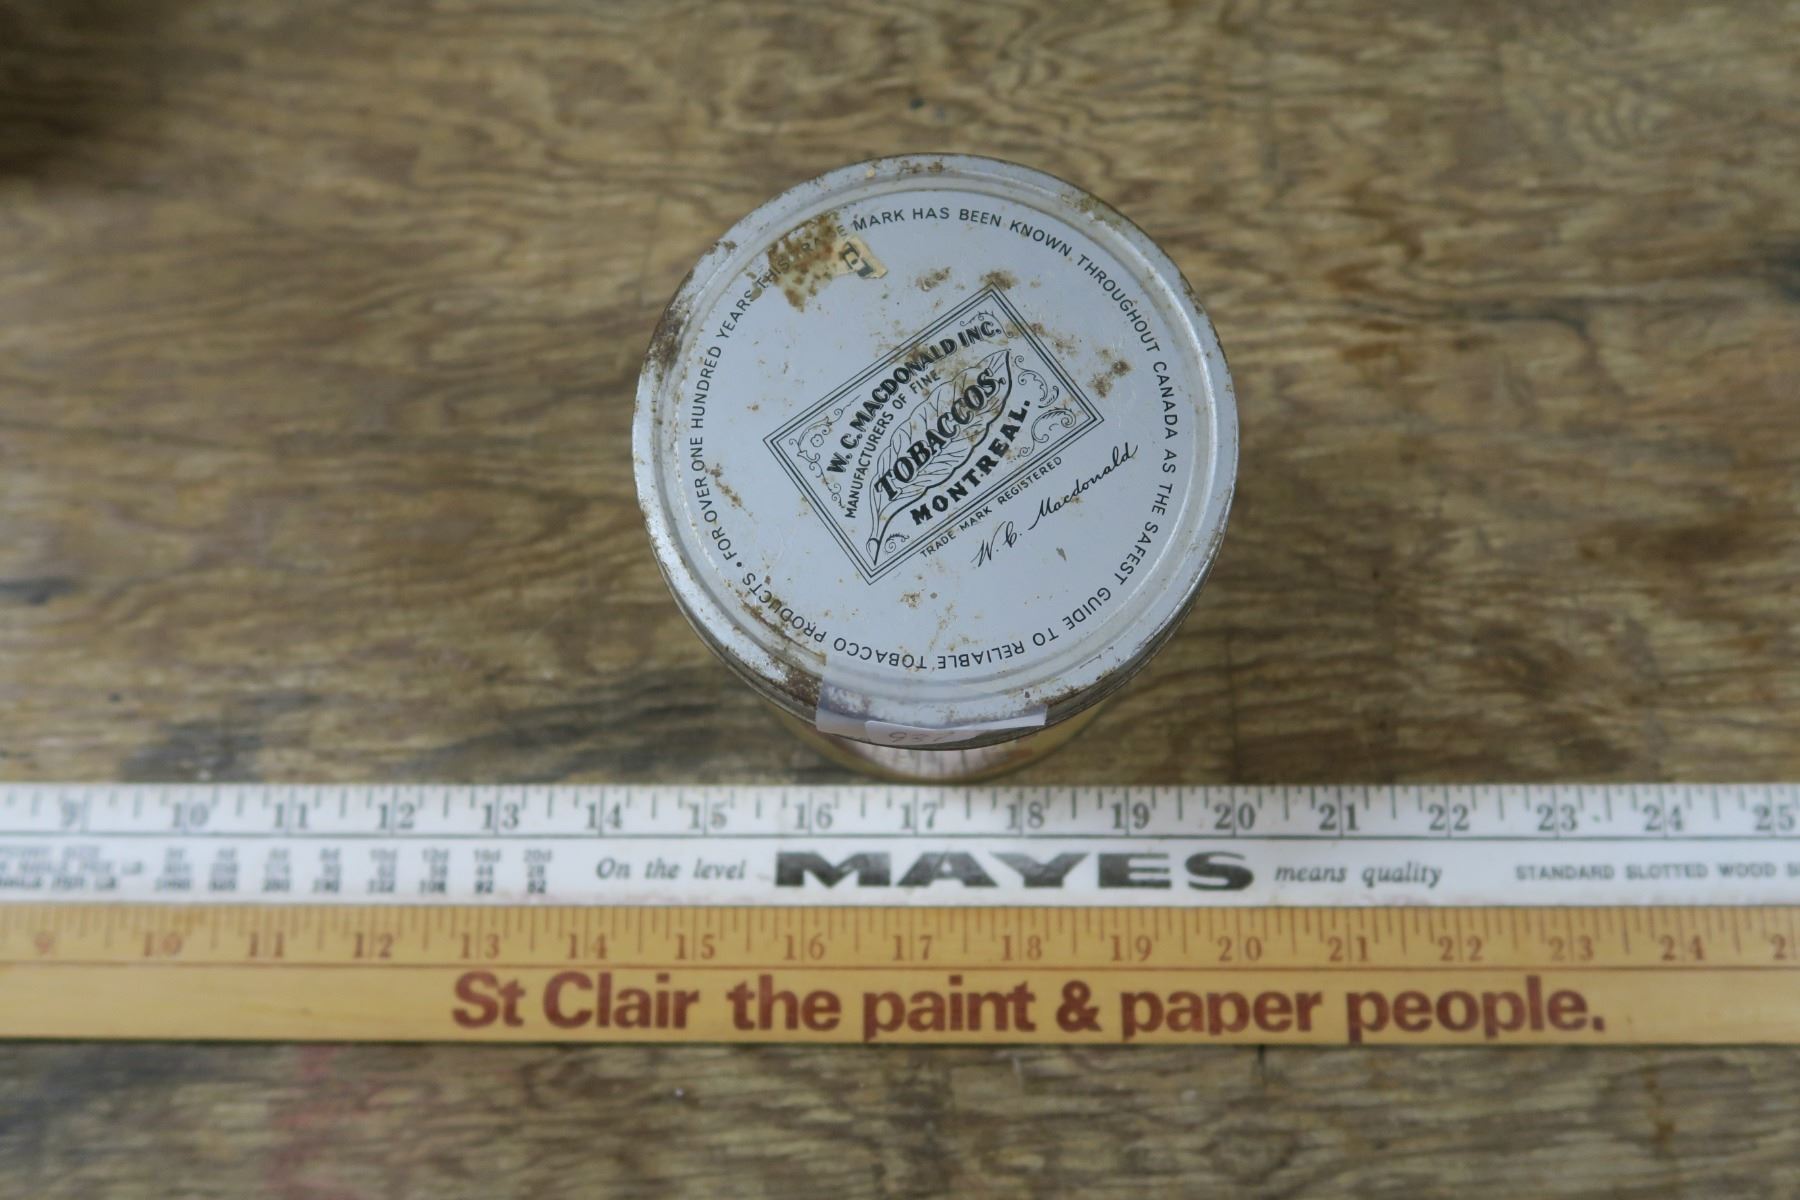 FOR OVER ONE HUNDRED YEARS THIS TRADE MARK HAS BEEN KNOWN THROUGHOUT CANADA AS THE SAFEST GUIDE TO RELIABLE TOBACCO PRODUCTS •
W. C. MACDONALD INC.
MANUFACTURERS OF FINE
TOBACCOS.
MONTREAL.
TRADE MARK REGISTERED
W. C. Macdonald
9 10 11 12 13 14 15 16 17 18 19 20 21 22 23 24 25
On the level MAYES means quality STANDARD SLOTTED WOOD
9 10 11 12 13 14 15 16 17 18 19 20 21 22 23 24
St Clair the paint & paper people.